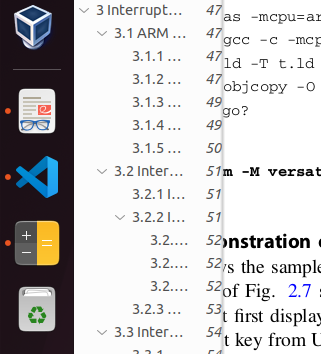 3 Interrupt… 47
3.1 ARM … 47
3.1.1 … 47
3.1.2 … 47
3.1.3 … 49
3.1.4 … 49
3.1.5 … 50
3.2 Inter… 51
3.2.1 I… 51
3.2.2 I… 51
3.2.… 52
3.2.… 52
3.2.… 52
3.2.3 … 53
3.3 Inter… 54
as -mcpu=ar
gcc -c -mcp
ld -T t.ld
objcopy -O
go?
m -M versat
onstration
ys the sample
of Fig. 2.7 s
t first display
t key from U